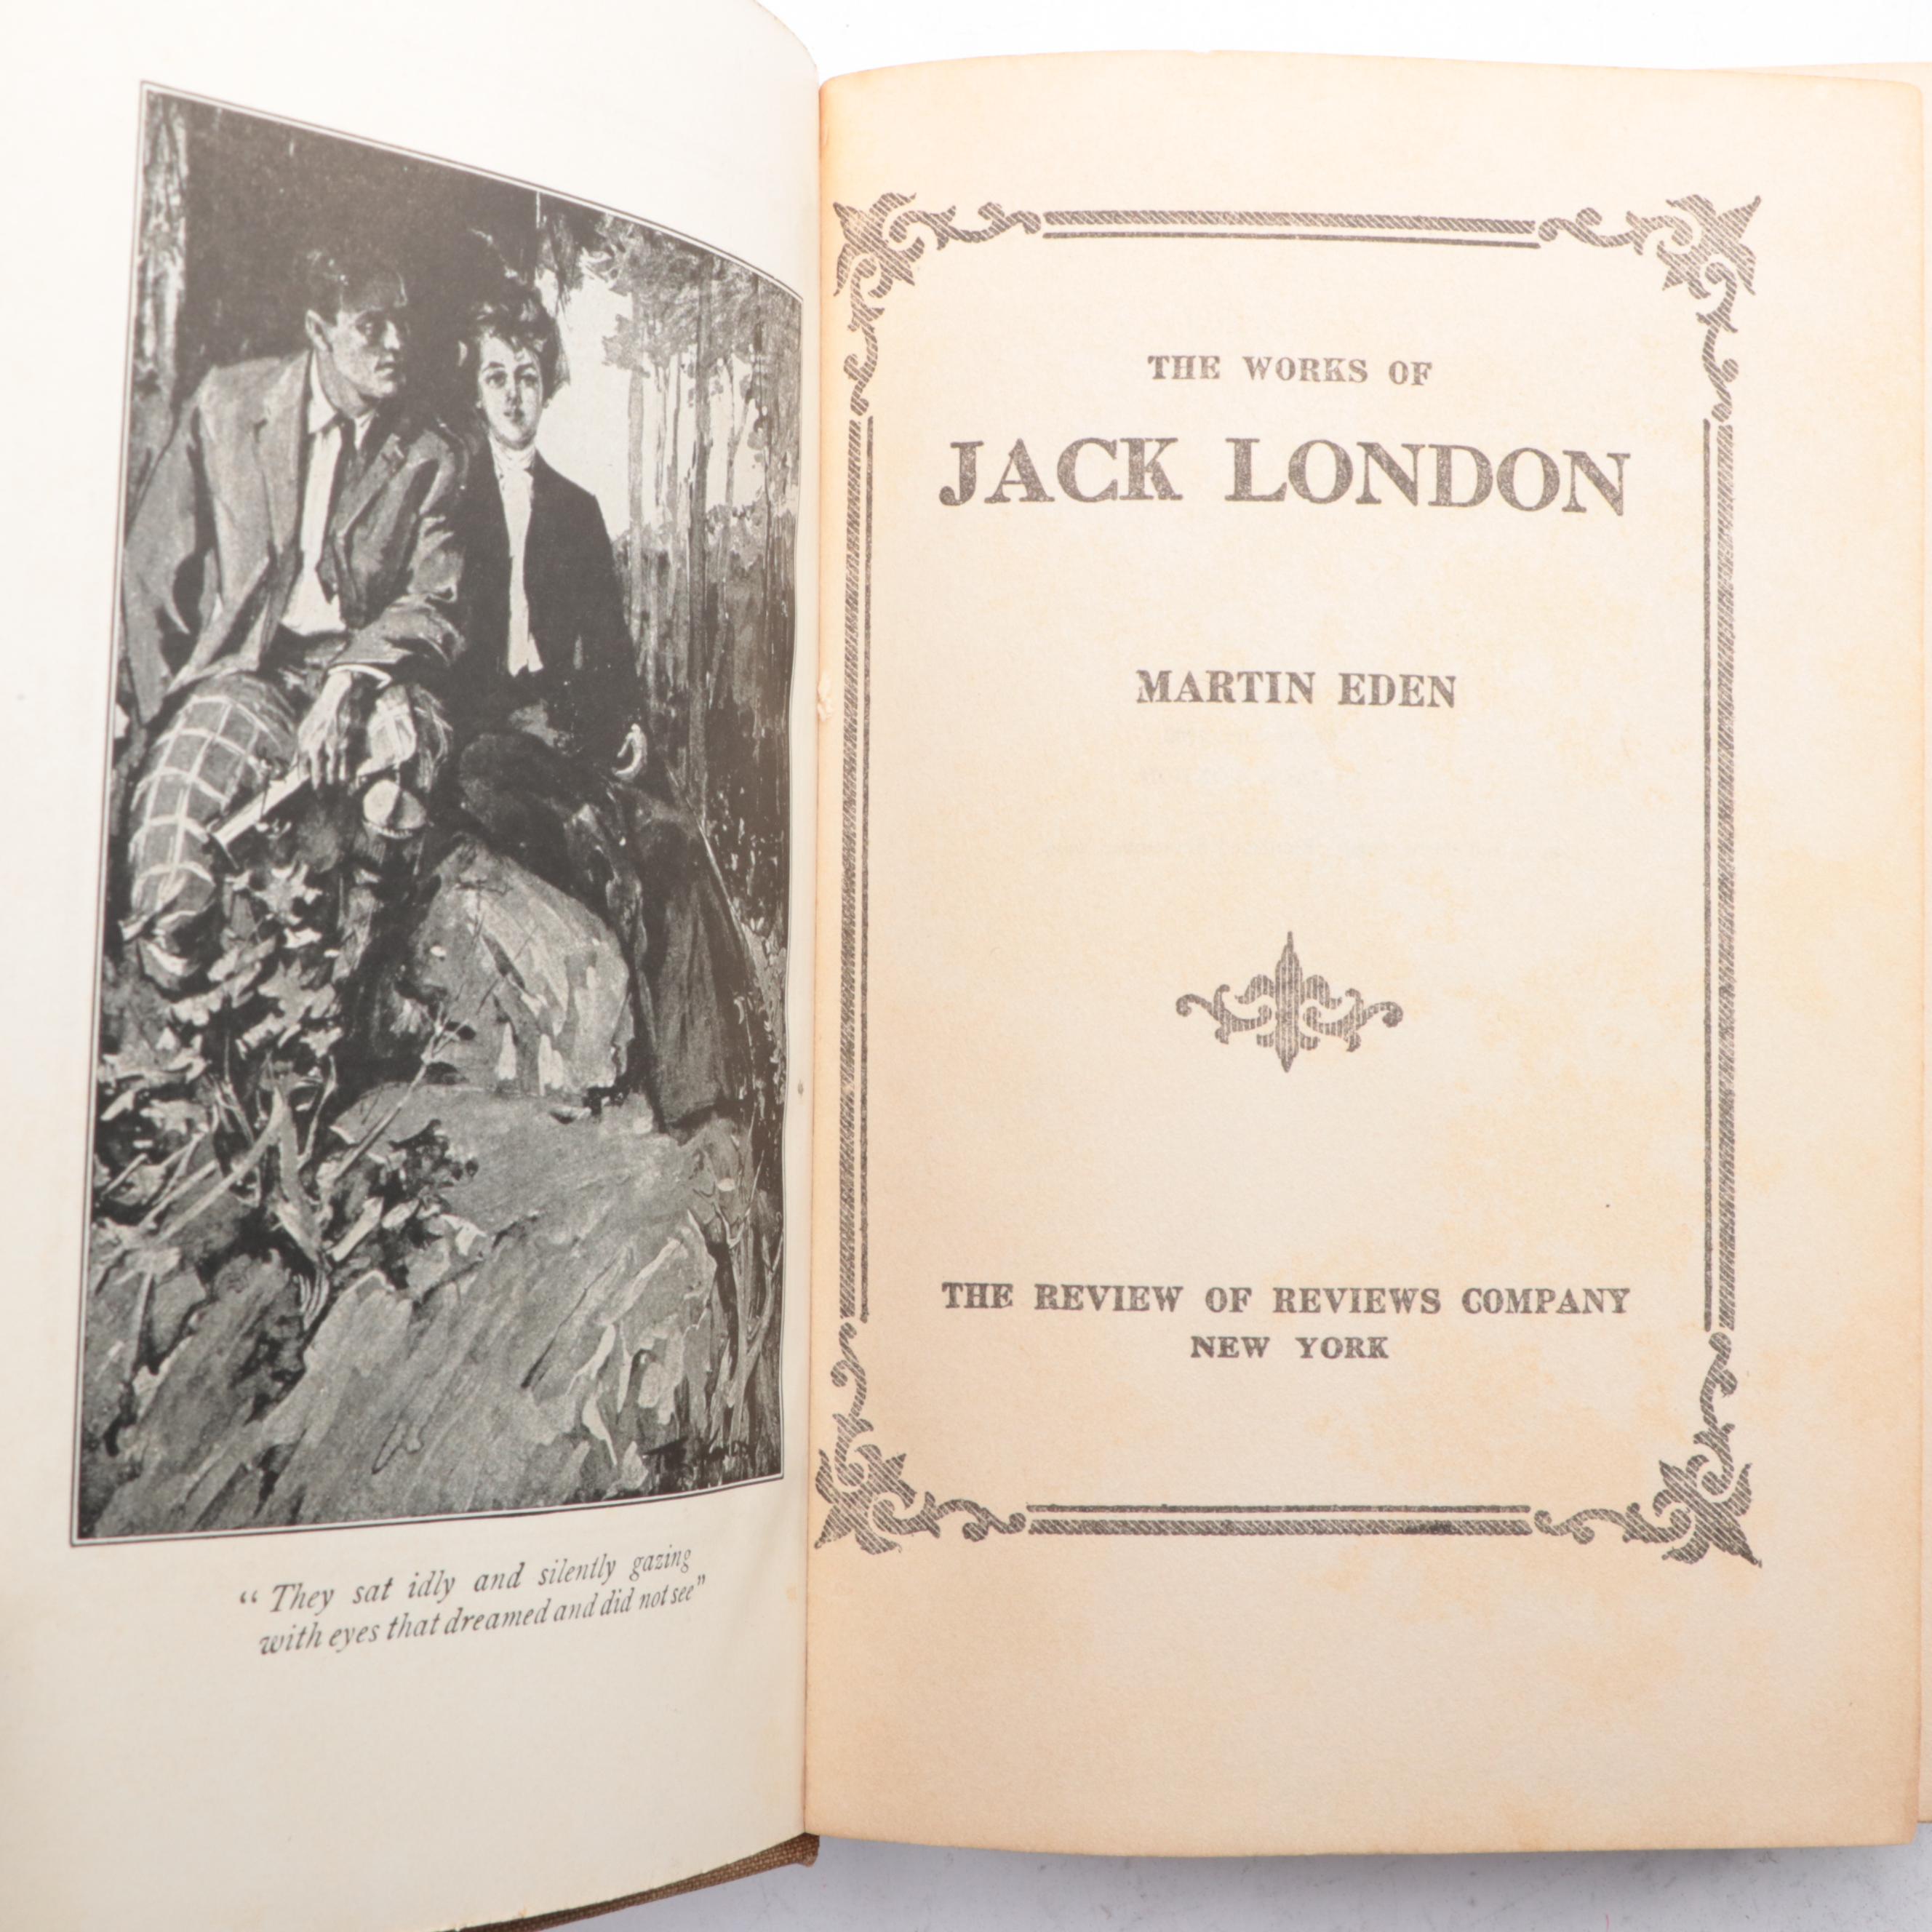 “They sat idly and silently gazing
with eyes that dreamed and did not see”
THE WORKS OF
JACK LONDON
MARTIN EDEN
THE REVIEW OF REVIEWS COMPANY
NEW YORK